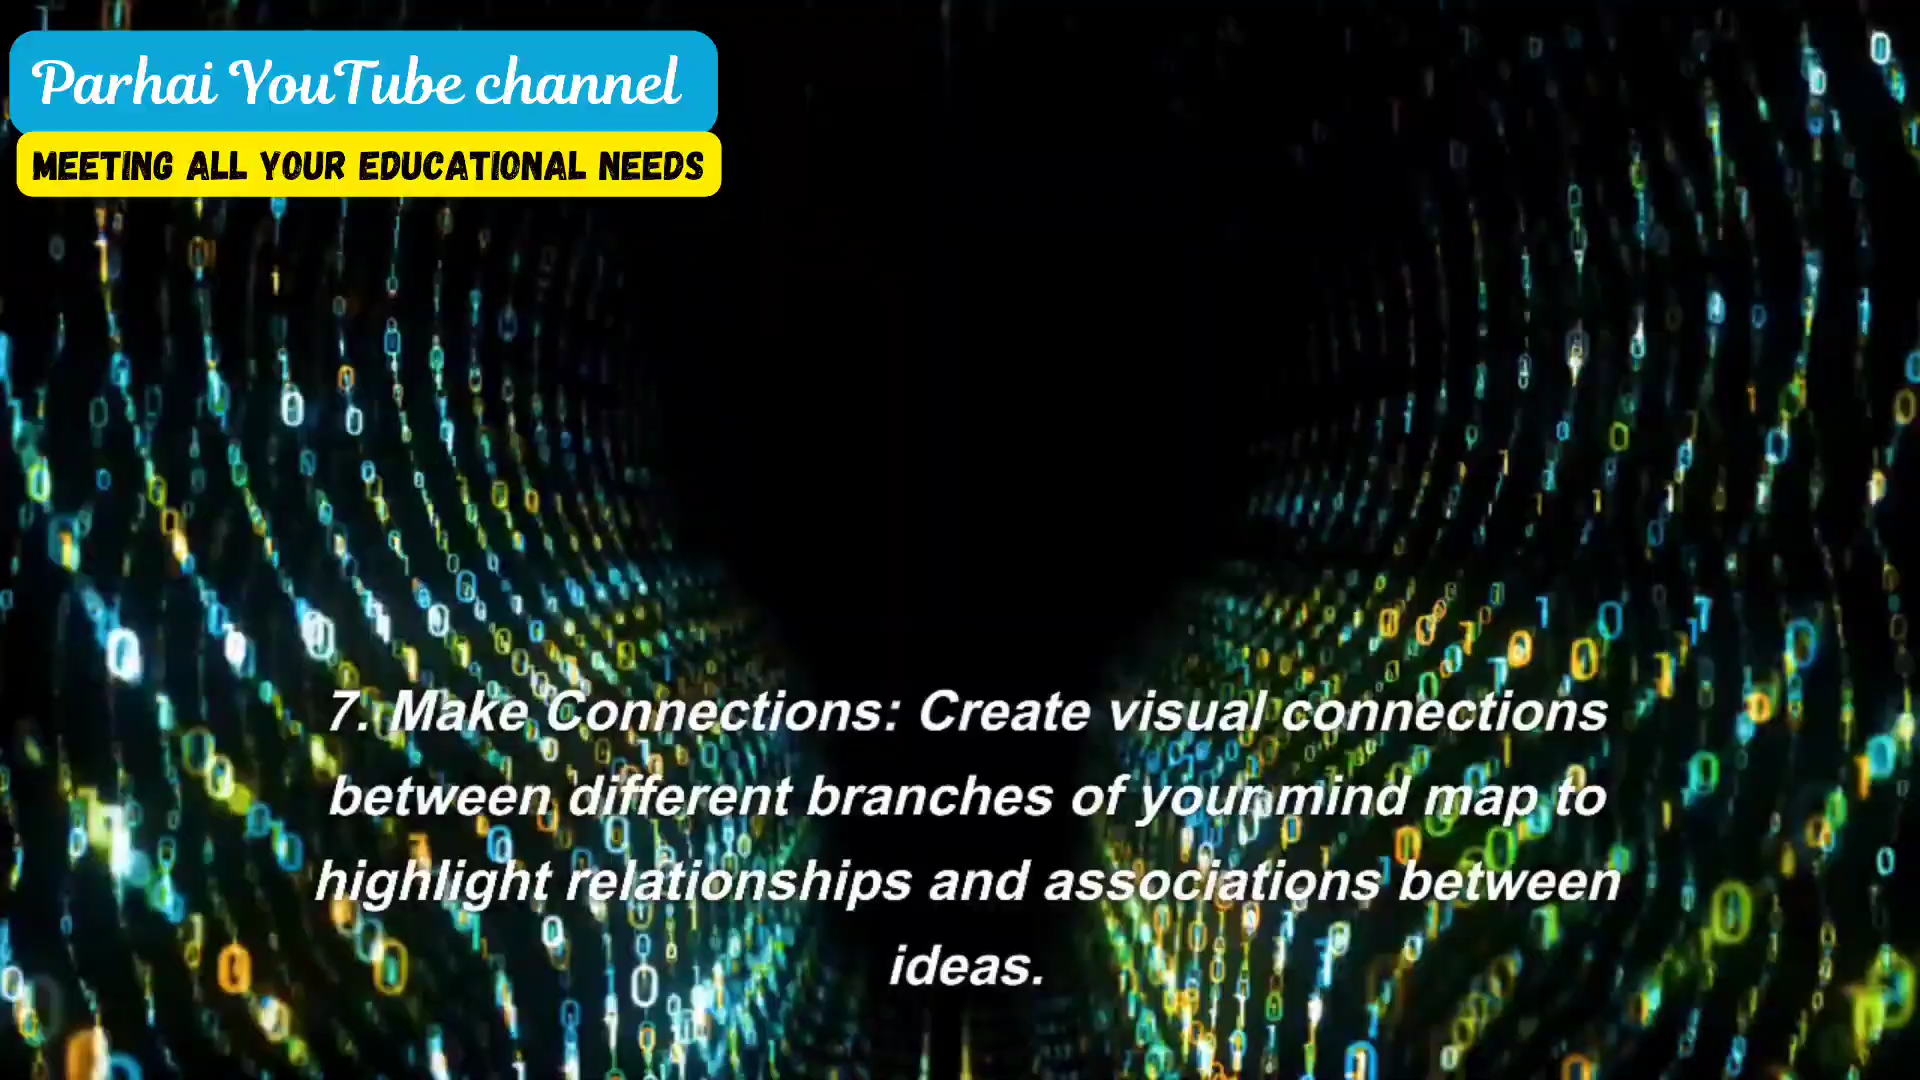 Parhai YouTube channel
MEETING ALL YOUR EDUCATIONAL NEEDS
7. Make Connections: Create visual connections
between different branches of your mind map to
highlight relationships and associations between
ideas.